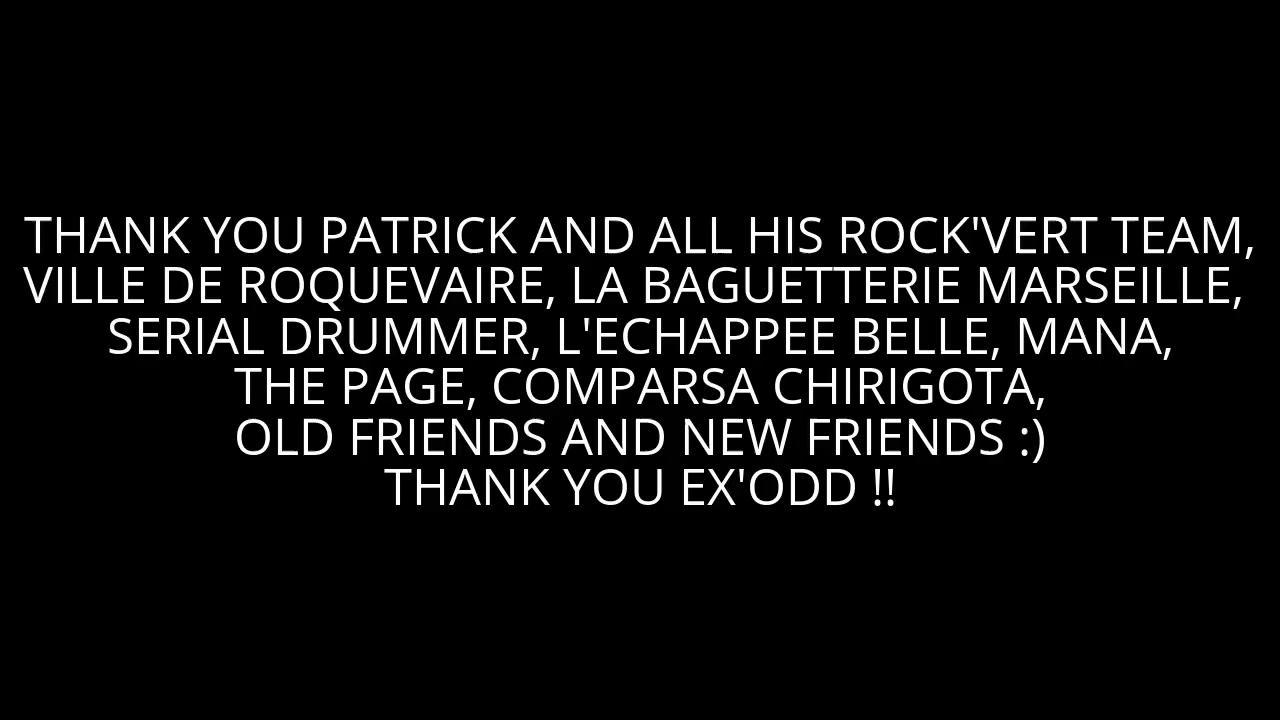 THANK YOU PATRICK AND ALL HIS ROCK'VERT TEAM,
VILLE DE ROQUEVAIRE, LA BAGUETTERIE MARSEILLE,
SERIAL DRUMMER, L'ECHAPPEE BELLE, MANA,
THE PAGE, COMPARSA CHIRIGOTA,
OLD FRIENDS AND NEW FRIENDS :)
THANK YOU EX'ODD !!